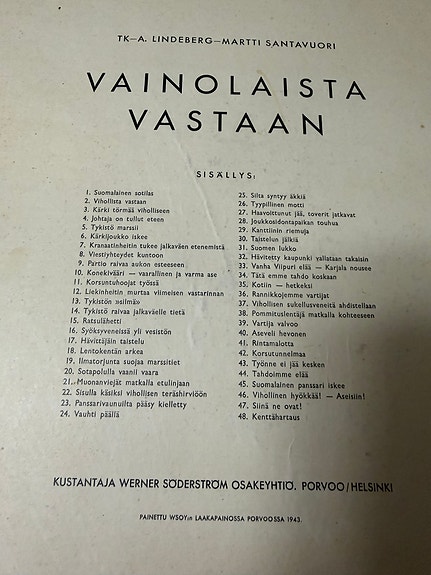 TK—A. LINDEBERG—MARTTI SANTAVUORI
VAINOLAISTA
VASTAAN
SISÄLLYS:
1. Suomalainen sotilas
2. Vihollista vastaan
3. Kärki törmää viholliseen
4. Johtaja on tullut eteen
5. Tykistö marssii
6. Kärkijoukko iskee
7. Kranaatinheitin tukee jalkaväen etenemistä
8. Viestiyhteydet kuntoon
9. Partio raivaa aukon esteeseen
10. Konekivääri — vaarallinen ja varma ase
11. Korsuntuhoojat työssä
12. Liekinheitin murtaa viimeisen vastarinnan
13. Tykistön »silmä»
14. Tykistö raivaa jalkaväelle tietä
15. Ratsulähetti
16. Syöksyveneissä yli vesistön
17. Hävittäjäin taistelu
18. Lentokentän arkea
19. Ilmatorjunta suojaa marssitiet
20. Sotapolulla vaanii vaara
21. Muonanviejät matkalla etulinjaan
22. Sisulla käsiksi vihollisen teräshirviöön
23. Panssarivaunuilta pääsy kielletty
24. Vauhti päällä
25. Silta syntyy äkkiä
26. Tyypillinen motti
27. Haavoittunut jää, toverit jatkavat
28. Joukkosidontapaikan touhua
29. Kanttiinin riemuja
30. Taistelun jälkiä
31. Suomen lukko
32. Hävitetty kaupunki vallataan takaisin
33. Vanha Viipuri elää — Karjala nousee
34. Tätä emme tahdo koskaan
35. Kotiin — hetkeksi
36. Rannikkojemme vartijat
37. Vihollisen sukellusveneitä ahdistellaan
38. Pommituslentäjä matkalla kohteeseen
39. Vartija valvoo
40. Aseveli hevonen
41. Rintamalotta
42. Korsutunnelmaa
43. Työnne ei jää kesken
44. Tahdoimme elää
45. Suomalainen panssari iskee
46. Vihollinen hyökkää! — Aseisiin!
47. Siinä ne ovat!
48. Kenttähartaus
KUSTANTAJA WERNER SÖDERSTRÖM OSAKEYHTIÖ. PORVOO/HELSINKI
PAINETTU WSOY:n LAAKAPAINOSSA PORVOOSSA 1943.